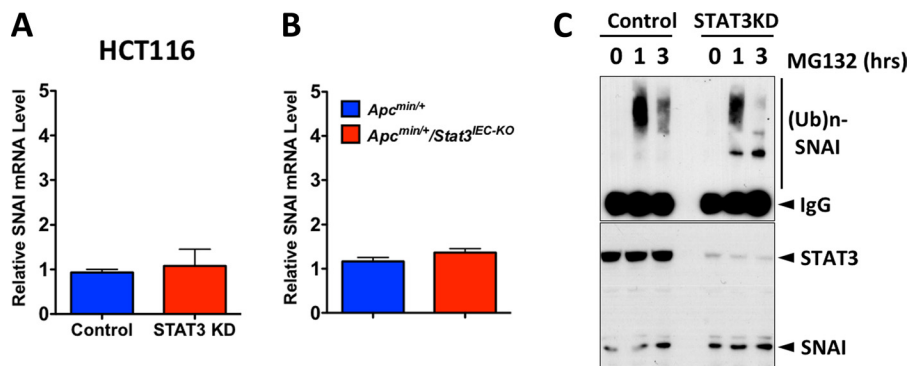 A
HCT116
Relative SNAI mRNA Level
5
4
3
2
1
0
Control
STAT3 KD
B
Relative SNAI mRNA Level
5
4
3
2
1
0
Apcmin/+
Apcmin/+/Stat3IEC-KO
C
Control STAT3KD
0 1 3 0 1 3 MG132 (hrs)
(Ub)n-
SNAI
IgG
STAT3
SNAI